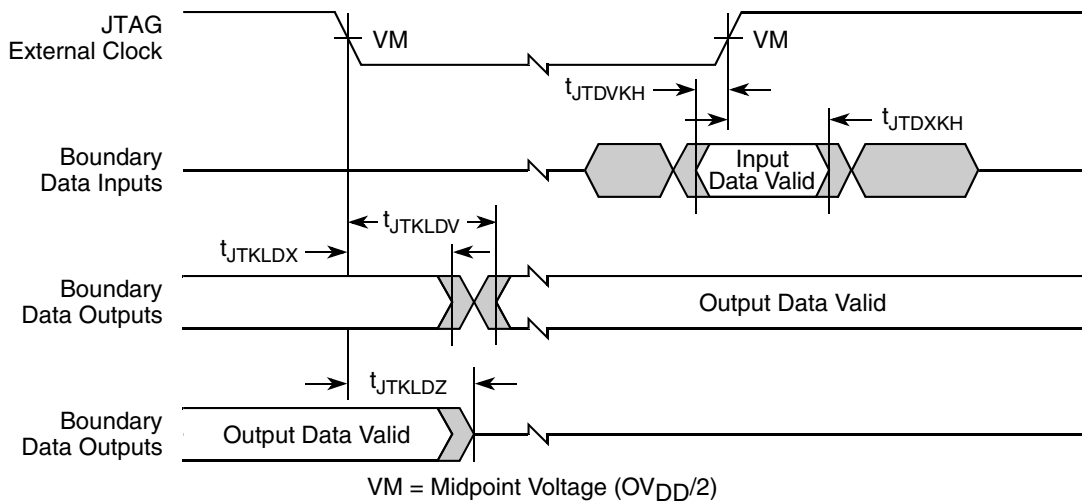 JTAG
External Clock
VM
VM
tJTDVKH
tJTDXKH
Boundary
Data Inputs
Input
Data Valid
tJTKLDV
tJTKLDX
Boundary
Data Outputs
Output Data Valid
tJTKLDZ
Boundary
Data Outputs
Output Data Valid
VM = Midpoint Voltage (OVDD/2)